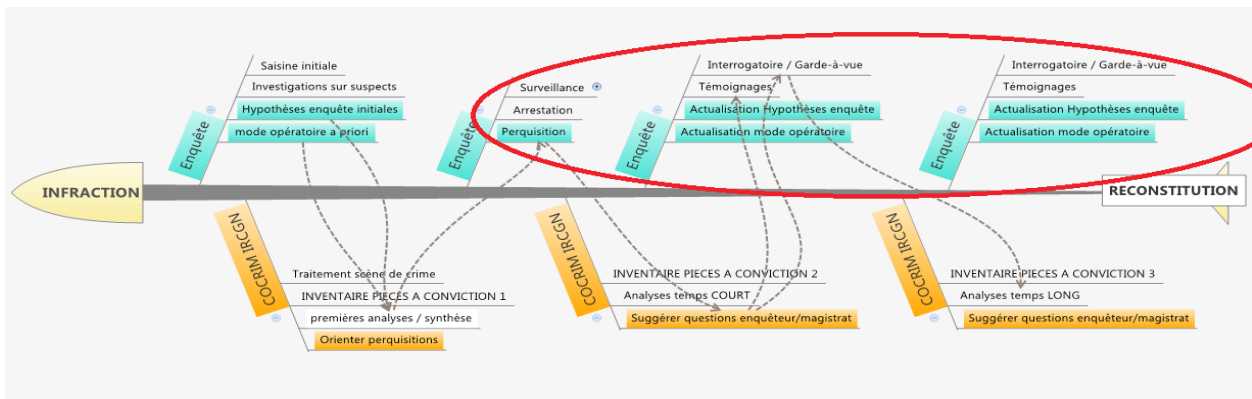 INFRACTION
Enquête
Saisine initiale
Investigations sur suspects
Hypothèses enquête initiales
mode opératoire a priori
Enquête
Surveillance
Arrestation
Perquisition
Enquête
Interrogatoire / Garde-à-vue
Témoignages
Actualisation Hypothèses enquête
Actualisation mode opératoire
Enquête
Interrogatoire / Garde-à-vue
Témoignages
Actualisation Hypothèses enquête
Actualisation mode opératoire
RECONSTITUTION
COCRIM IRCGN
Traitement scène de crime
INVENTAIRE PIECES A CONVICTION 1
premières analyses / synthèse
Orienter perquisitions
COCRIM IRCGN
INVENTAIRE PIECES A CONVICTION 2
Analyses temps COURT
Suggérer questions enquêteur/magistrat
COCRIM IRCGN
INVENTAIRE PIECES A CONVICTION 3
Analyses temps LONG
Suggérer questions enquêteur/magistrat